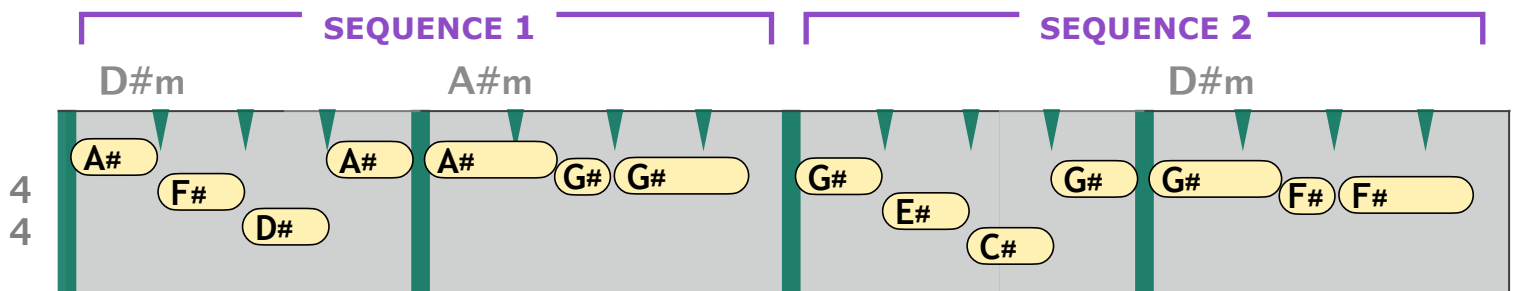 SEQUENCE 1 SEQUENCE 2
D#m A#m D#m
A# F# D# A# A# G# G# G# E# C# G# G# F# F#
4
4